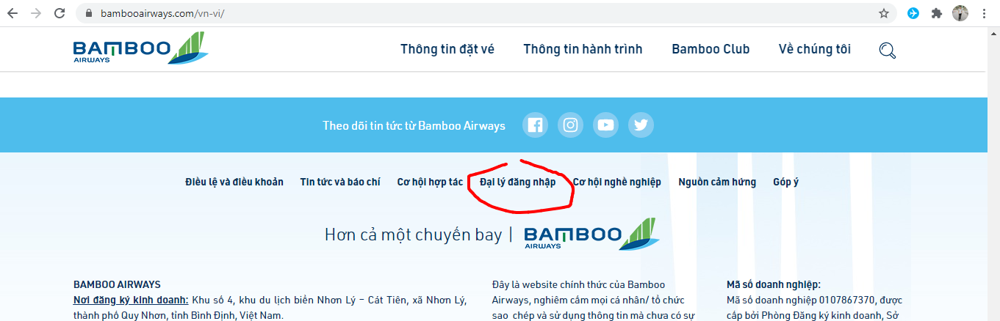 bambooairways.com/vn-vi/
BAMBOO
AIRWAYS
Thông tin đặt vé Thông tin hành trình Bamboo Club Về chúng tôi
Theo dõi tin tức từ Bamboo Airways
Điều lệ và điều khoản Tin tức và báo chí Cơ hội hợp tác Đại lý đăng nhập Cơ hội nghề nghiệp Nguồn cảm hứng Góp ý
Hơn cả một chuyến bay | BAMBOO
AIRWAYS
BAMBOO AIRWAYS
Nơi đăng ký kinh doanh: Khu số 4, khu du lịch biển Nhơn Lý – Cát Tiên, xã Nhơn Lý,
thành phố Quy Nhơn, tỉnh Bình Định, Việt Nam.
Đây là website chính thức của Bamboo
Airways, nghiêm cấm mọi cá nhân/ tổ chức
sao chép và sử dụng thông tin mà chưa có sự
Mã số doanh nghiệp:
Mã số doanh nghiệp 0107867370, được
cấp bởi Phòng Đăng ký kinh doanh, Sở